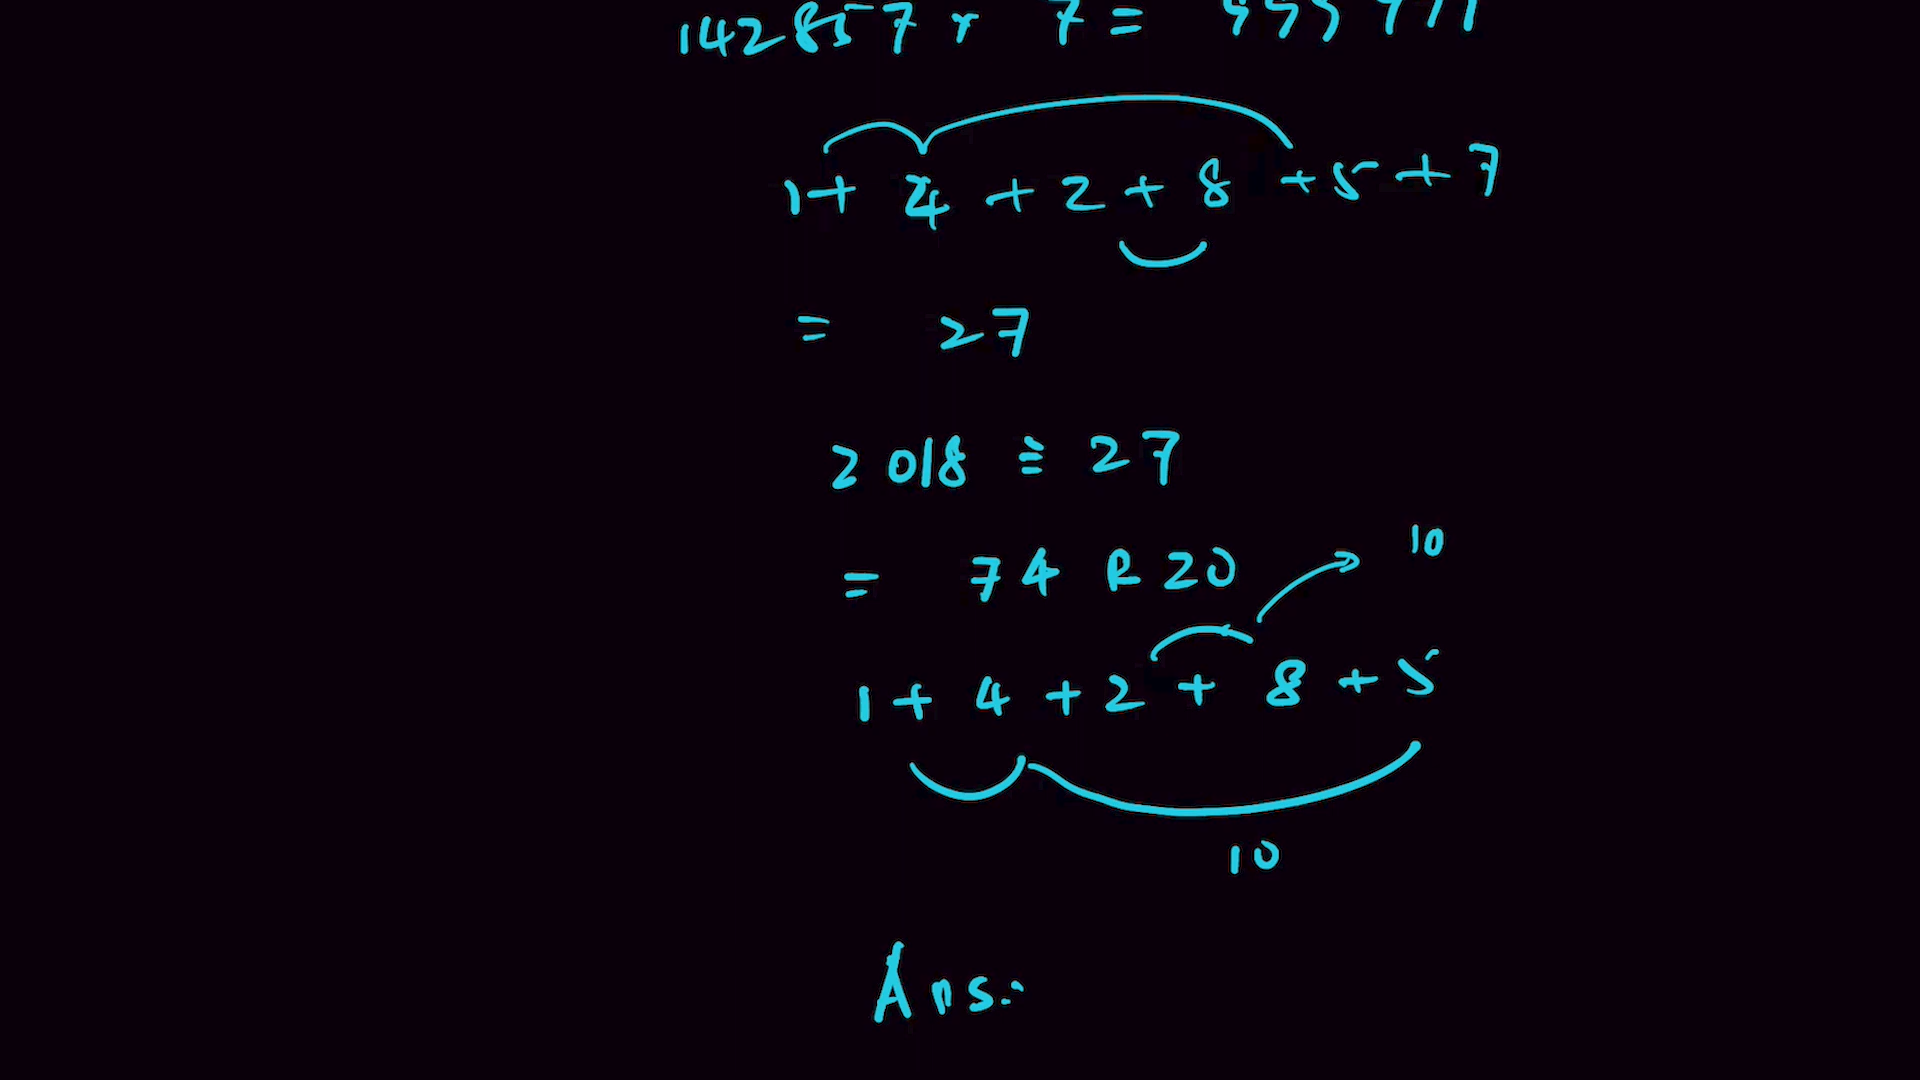 142857 × 7 = 999999
1 + 4 + 2 + 8 + 5 + 7
= 27
2018 ÷ 27
= 74 R 20
10
1 + 4 + 2 + 8 + 5
10
Ans: